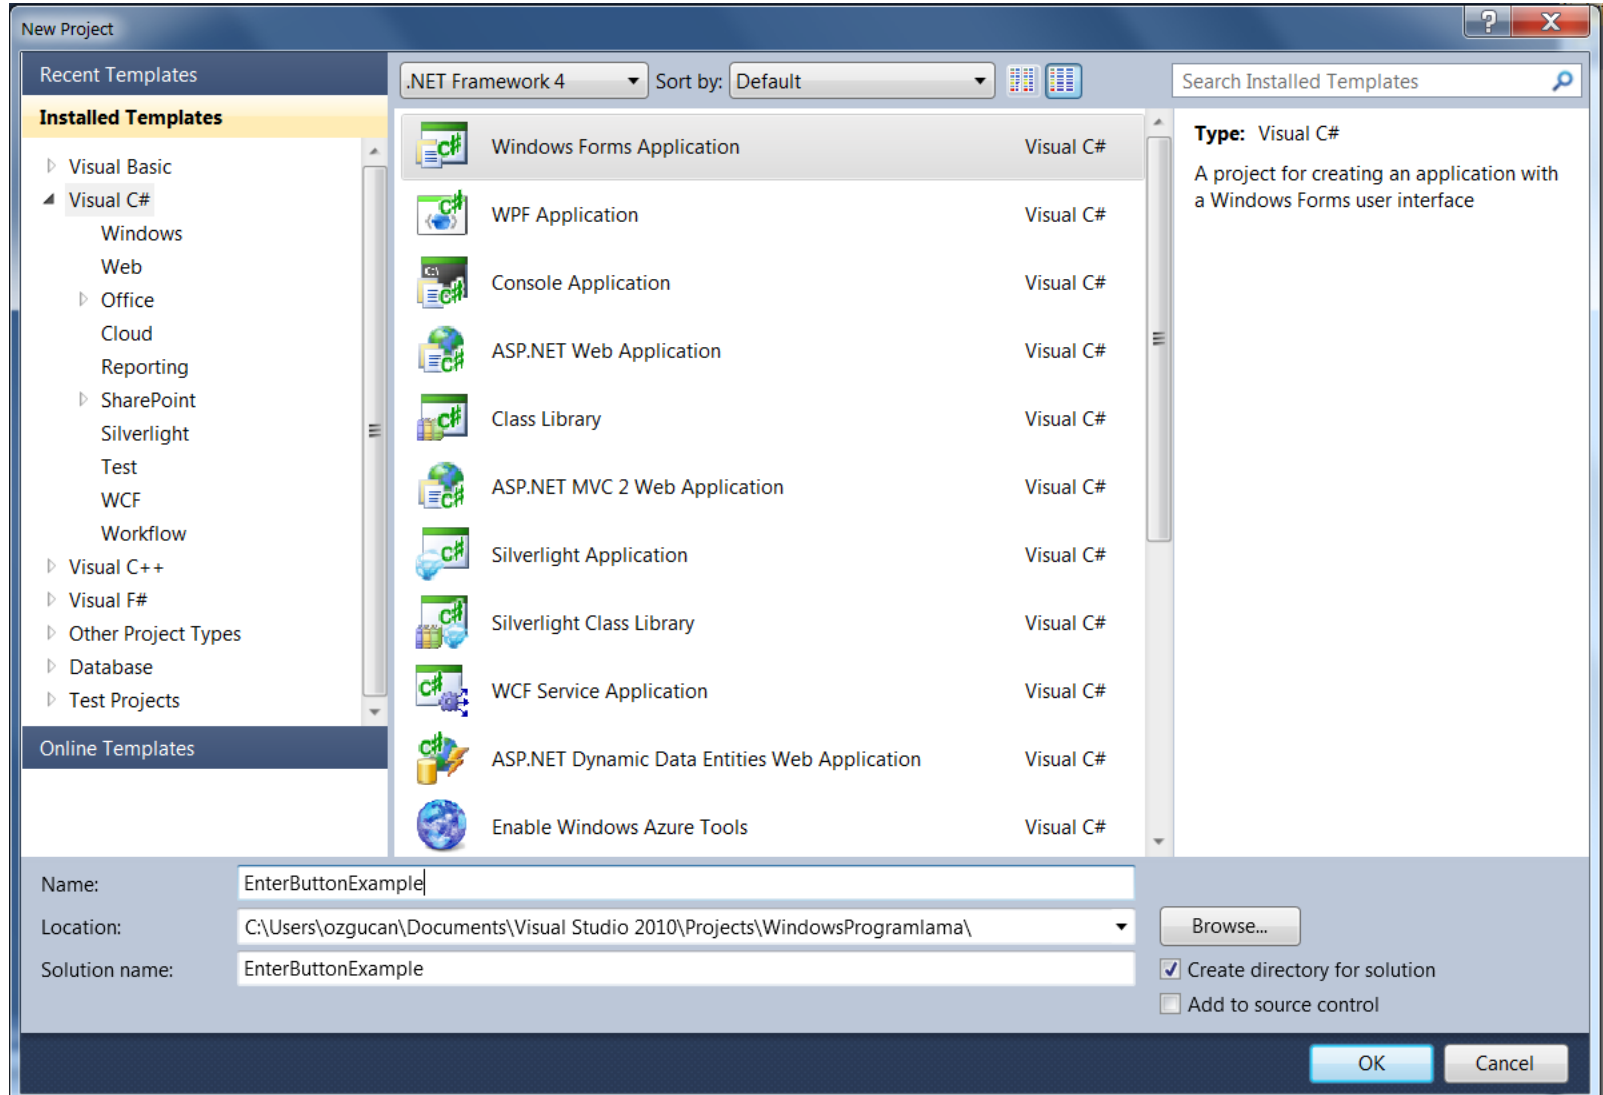 New Project
Recent Templates
Installed Templates
Visual Basic
Visual C#
Windows
Web
Office
Cloud
Reporting
SharePoint
Silverlight
Test
WCF
Workflow
Visual C++
Visual F#
Other Project Types
Database
Test Projects
Online Templates
.NET Framework 4 Sort by: Default
Windows Forms Application Visual C#
WPF Application Visual C#
Console Application Visual C#
ASP.NET Web Application Visual C#
Class Library Visual C#
ASP.NET MVC 2 Web Application Visual C#
Silverlight Application Visual C#
Silverlight Class Library Visual C#
WCF Service Application Visual C#
ASP.NET Dynamic Data Entities Web Application Visual C#
Enable Windows Azure Tools Visual C#
Search Installed Templates
Type: Visual C#
A project for creating an application with
a Windows Forms user interface
Name: EnterButtonExample
Location: C:\Users\ozgucan\Documents\Visual Studio 2010\Projects\WindowsProgramlama\ Browse...
Solution name: EnterButtonExample
Create directory for solution
Add to source control
OK Cancel